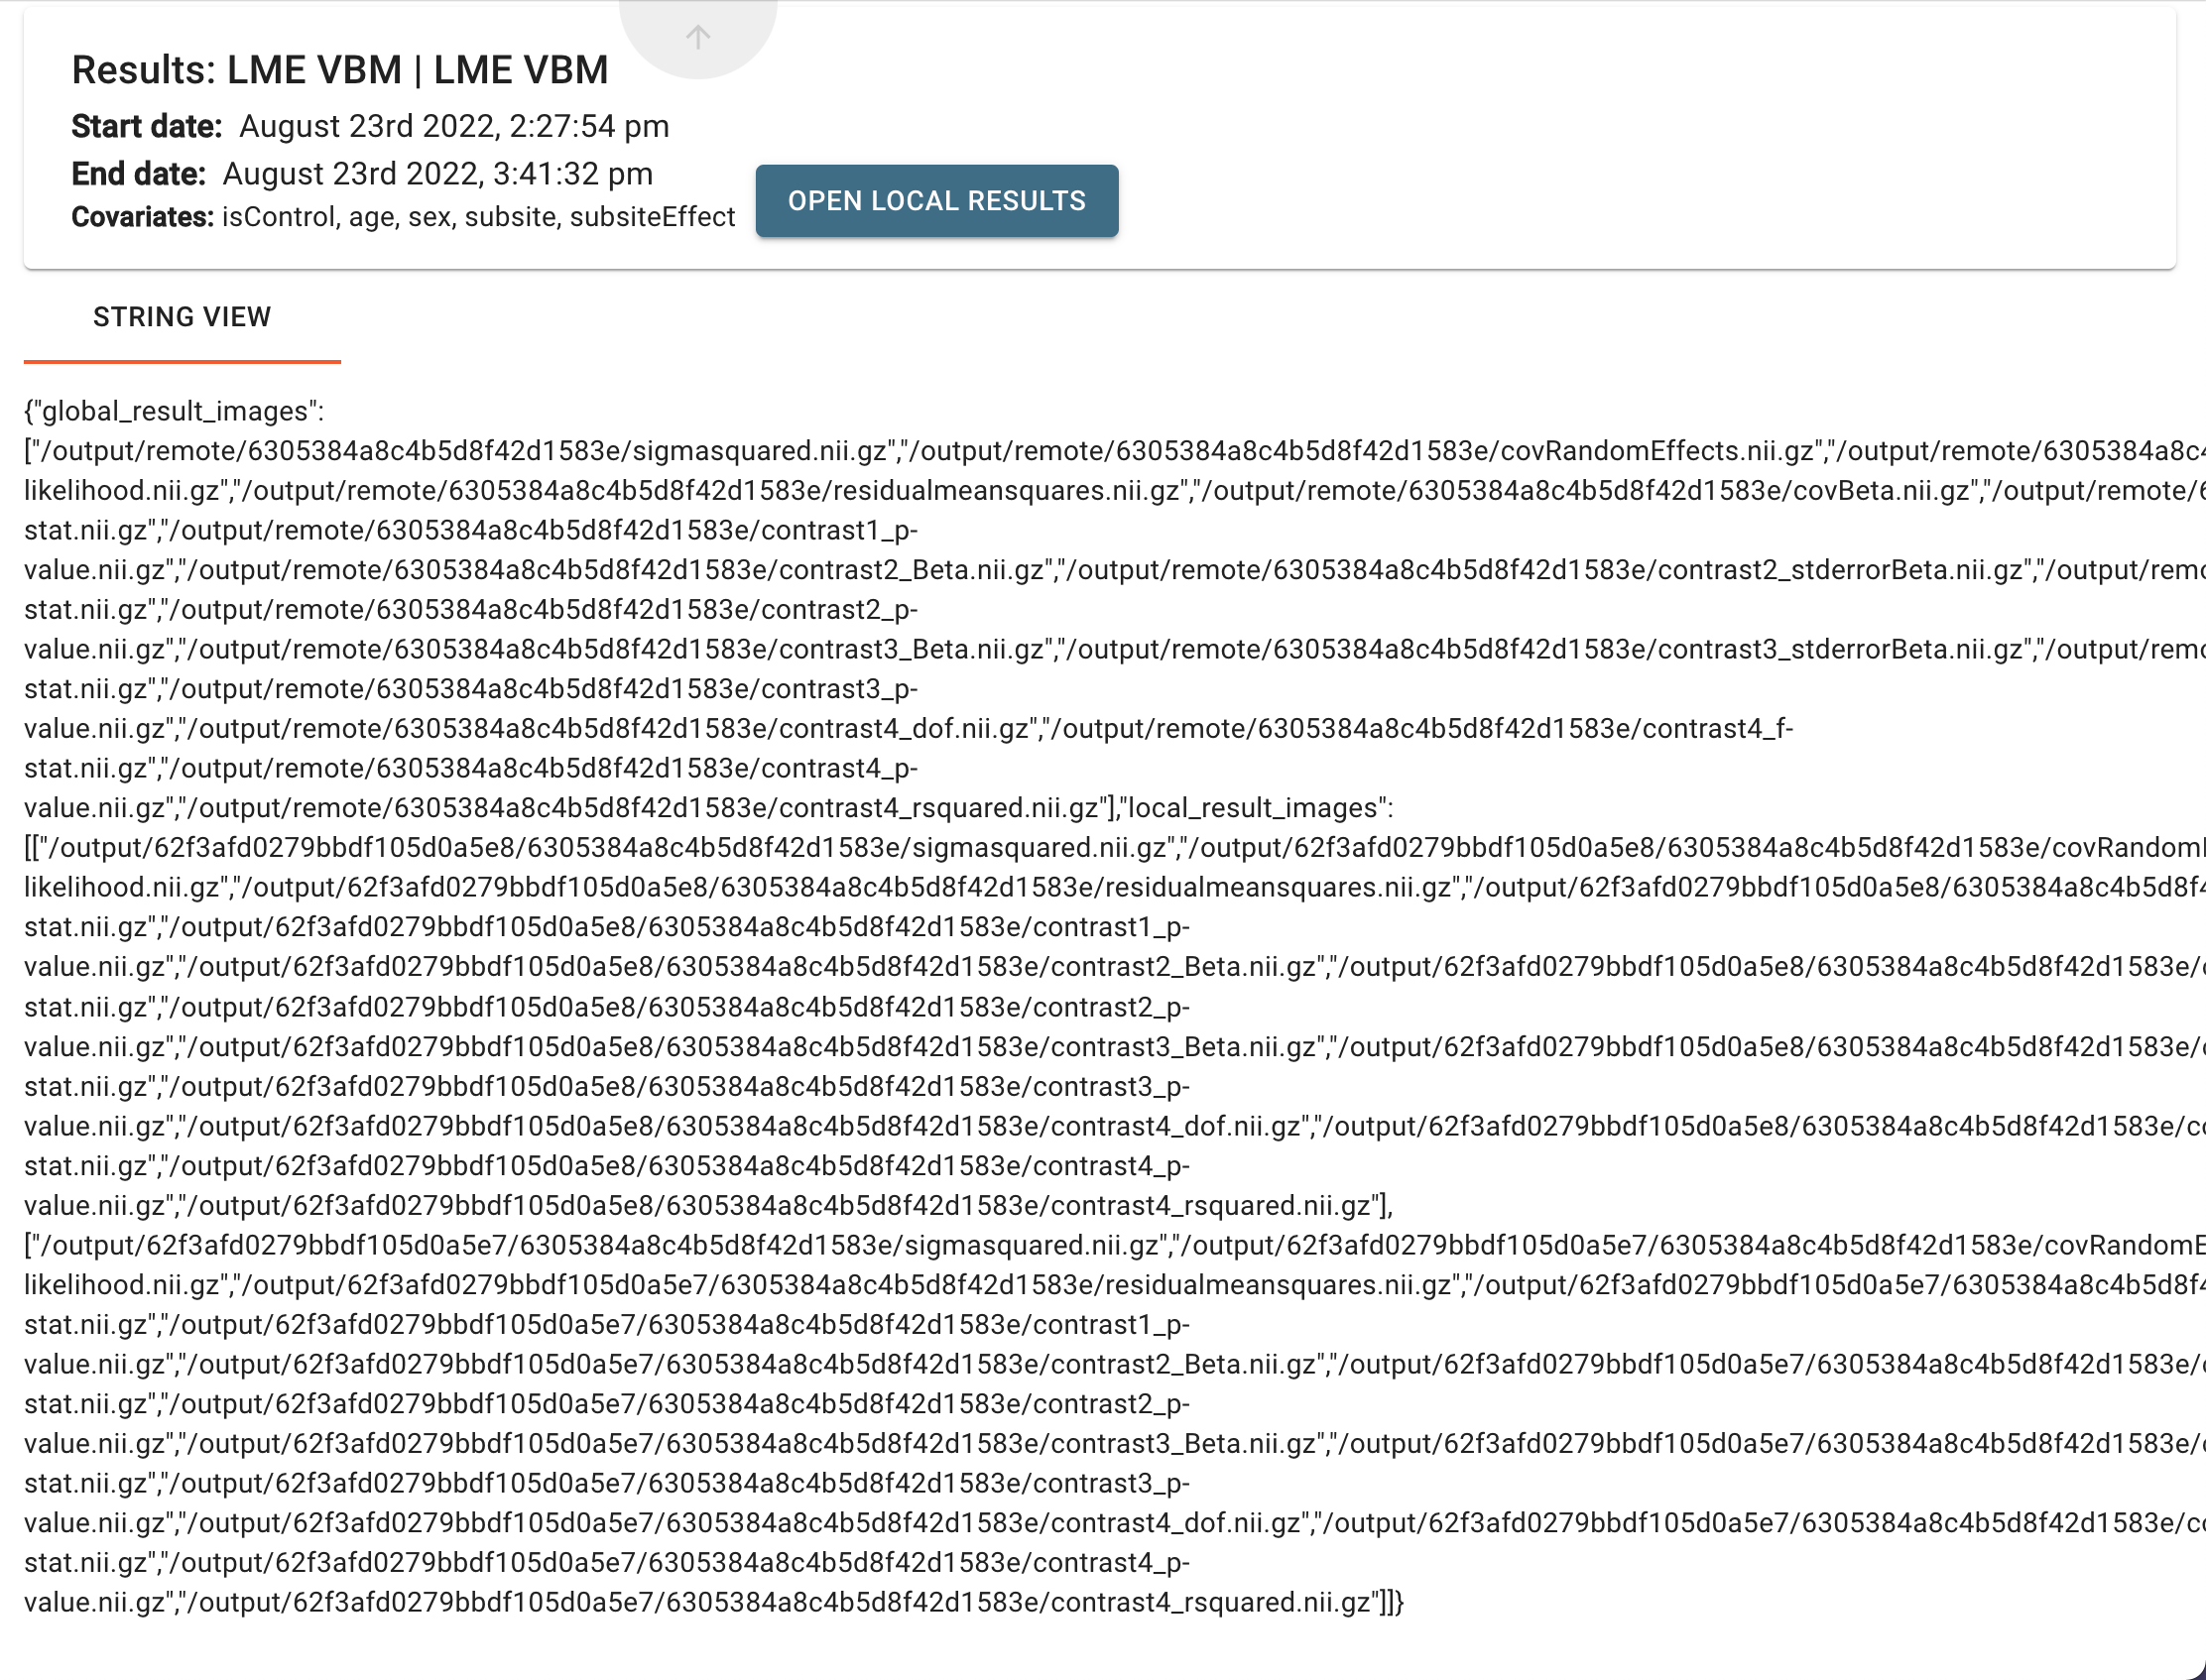 Results: LME VBM | LME VBM
Start date: August 23rd 2022, 2:27:54 pm
End date: August 23rd 2022, 3:41:32 pm
Covariates: isControl, age, sex, subsite, subsiteEffect
OPEN LOCAL RESULTS
STRING VIEW
{"global_result_images":
["/output/remote/6305384a8c4b5d8f42d1583e/sigmasquared.nii.gz","/output/remote/6305384a8c4b5d8f42d1583e/covRandomEffects.nii.gz","/output/remote/6305384a8c4
likelihood.nii.gz","/output/remote/6305384a8c4b5d8f42d1583e/residualmeansquares.nii.gz","/output/remote/6305384a8c4b5d8f42d1583e/covBeta.nii.gz","/output/remote/6
stat.nii.gz","/output/remote/6305384a8c4b5d8f42d1583e/contrast1_p-
value.nii.gz","/output/remote/6305384a8c4b5d8f42d1583e/contrast2_Beta.nii.gz","/output/remote/6305384a8c4b5d8f42d1583e/contrast2_stderrorBeta.nii.gz","/output/remo
stat.nii.gz","/output/remote/6305384a8c4b5d8f42d1583e/contrast2_p-
value.nii.gz","/output/remote/6305384a8c4b5d8f42d1583e/contrast3_Beta.nii.gz","/output/remote/6305384a8c4b5d8f42d1583e/contrast3_stderrorBeta.nii.gz","/output/remo
stat.nii.gz","/output/remote/6305384a8c4b5d8f42d1583e/contrast3_p-
value.nii.gz","/output/remote/6305384a8c4b5d8f42d1583e/contrast4_dof.nii.gz","/output/remote/6305384a8c4b5d8f42d1583e/contrast4_f-
stat.nii.gz","/output/remote/6305384a8c4b5d8f42d1583e/contrast4_p-
value.nii.gz","/output/remote/6305384a8c4b5d8f42d1583e/contrast4_rsquared.nii.gz"],"local_result_images":
[["/output/62f3afd0279bbdf105d0a5e8/6305384a8c4b5d8f42d1583e/sigmasquared.nii.gz","/output/62f3afd0279bbdf105d0a5e8/6305384a8c4b5d8f42d1583e/covRandom
likelihood.nii.gz","/output/62f3afd0279bbdf105d0a5e8/6305384a8c4b5d8f42d1583e/residualmeansquares.nii.gz","/output/62f3afd0279bbdf105d0a5e8/6305384a8c4b5d8f4
stat.nii.gz","/output/62f3afd0279bbdf105d0a5e8/6305384a8c4b5d8f42d1583e/contrast1_p-
value.nii.gz","/output/62f3afd0279bbdf105d0a5e8/6305384a8c4b5d8f42d1583e/contrast2_Beta.nii.gz","/output/62f3afd0279bbdf105d0a5e8/6305384a8c4b5d8f42d1583e/c
stat.nii.gz","/output/62f3afd0279bbdf105d0a5e8/6305384a8c4b5d8f42d1583e/contrast2_p-
value.nii.gz","/output/62f3afd0279bbdf105d0a5e8/6305384a8c4b5d8f42d1583e/contrast3_Beta.nii.gz","/output/62f3afd0279bbdf105d0a5e8/6305384a8c4b5d8f42d1583e/c
stat.nii.gz","/output/62f3afd0279bbdf105d0a5e8/6305384a8c4b5d8f42d1583e/contrast3_p-
value.nii.gz","/output/62f3afd0279bbdf105d0a5e8/6305384a8c4b5d8f42d1583e/contrast4_dof.nii.gz","/output/62f3afd0279bbdf105d0a5e8/6305384a8c4b5d8f42d1583e/co
stat.nii.gz","/output/62f3afd0279bbdf105d0a5e8/6305384a8c4b5d8f42d1583e/contrast4_p-
value.nii.gz","/output/62f3afd0279bbdf105d0a5e8/6305384a8c4b5d8f42d1583e/contrast4_rsquared.nii.gz"],
["/output/62f3afd0279bbdf105d0a5e7/6305384a8c4b5d8f42d1583e/sigmasquared.nii.gz","/output/62f3afd0279bbdf105d0a5e7/6305384a8c4b5d8f42d1583e/covRandomE
likelihood.nii.gz","/output/62f3afd0279bbdf105d0a5e7/6305384a8c4b5d8f42d1583e/residualmeansquares.nii.gz","/output/62f3afd0279bbdf105d0a5e7/6305384a8c4b5d8f4
stat.nii.gz","/output/62f3afd0279bbdf105d0a5e7/6305384a8c4b5d8f42d1583e/contrast1_p-
value.nii.gz","/output/62f3afd0279bbdf105d0a5e7/6305384a8c4b5d8f42d1583e/contrast2_Beta.nii.gz","/output/62f3afd0279bbdf105d0a5e7/6305384a8c4b5d8f42d1583e/c
stat.nii.gz","/output/62f3afd0279bbdf105d0a5e7/6305384a8c4b5d8f42d1583e/contrast2_p-
value.nii.gz","/output/62f3afd0279bbdf105d0a5e7/6305384a8c4b5d8f42d1583e/contrast3_Beta.nii.gz","/output/62f3afd0279bbdf105d0a5e7/6305384a8c4b5d8f42d1583e/c
stat.nii.gz","/output/62f3afd0279bbdf105d0a5e7/6305384a8c4b5d8f42d1583e/contrast3_p-
value.nii.gz","/output/62f3afd0279bbdf105d0a5e7/6305384a8c4b5d8f42d1583e/contrast4_dof.nii.gz","/output/62f3afd0279bbdf105d0a5e7/6305384a8c4b5d8f42d1583e/co
stat.nii.gz","/output/62f3afd0279bbdf105d0a5e7/6305384a8c4b5d8f42d1583e/contrast4_p-
value.nii.gz","/output/62f3afd0279bbdf105d0a5e7/6305384a8c4b5d8f42d1583e/contrast4_rsquared.nii.gz"]]}